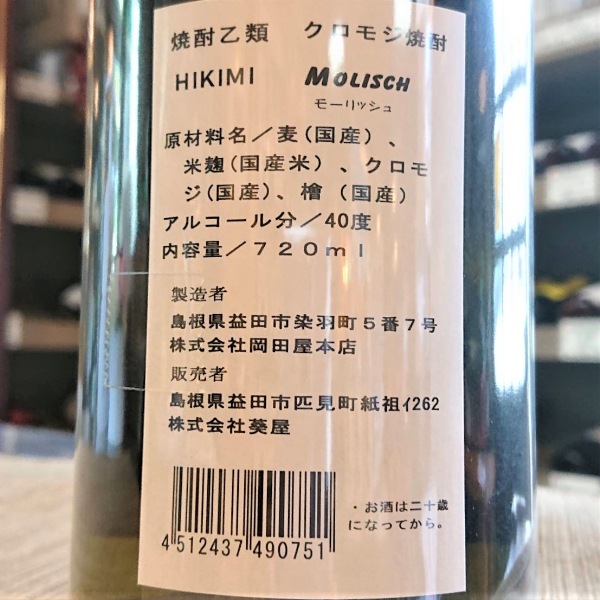 焼酎乙類　クロモジ焼酎
HIKIMI　MOLISCH
モーリッシュ
原材料名／麦(国産)、
米麹(国産米)、クロモ
ジ(国産)、檜（国産）
アルコール分／40度
内容量／７２０ｍｌ
製造者
島根県益田市染羽町５番７号
株式会社岡田屋本店
販売者
島根県益田市匹見町紙祖ｲ262
株式会社葵屋
・お酒は二十歳
になってから。
4 512437 490751